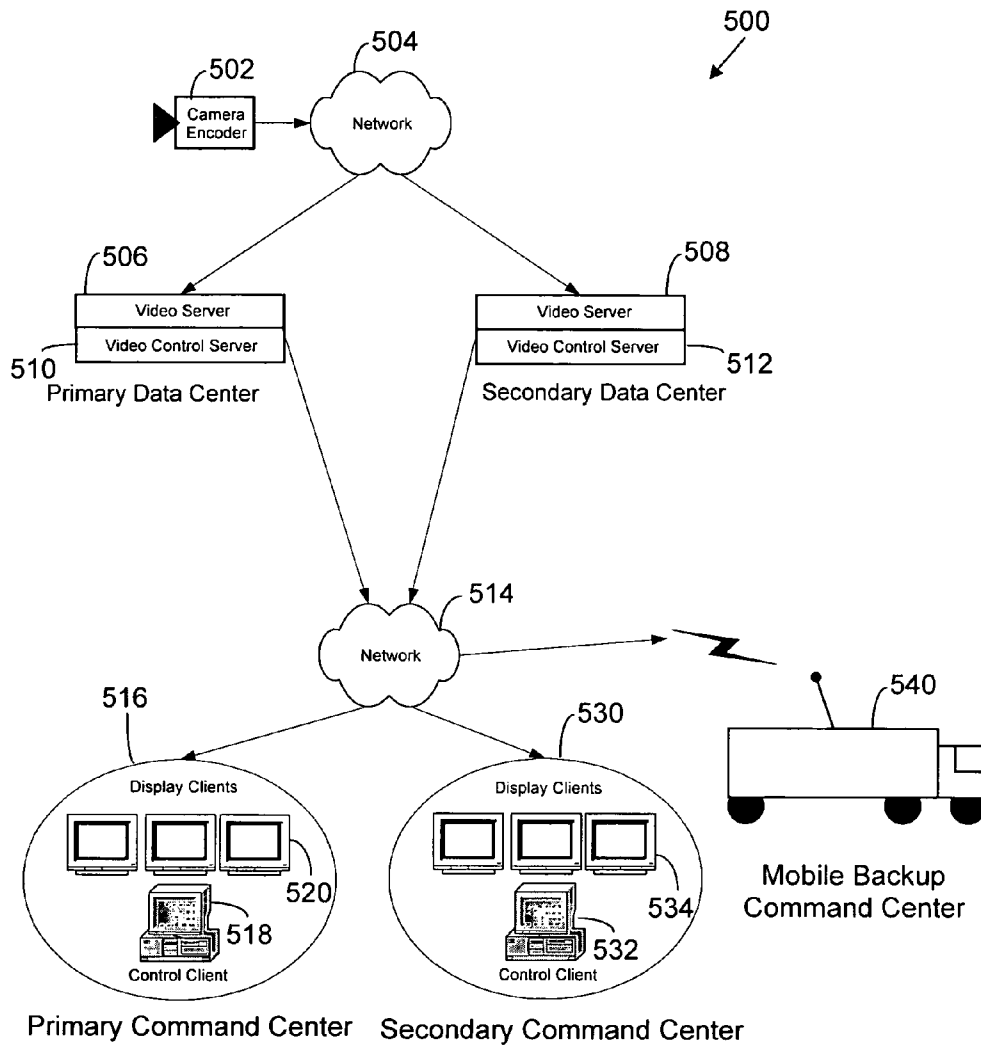 500
504
502
Camera
Encoder
Network
506
508
Video Server
Video Server
Video Control Server
Video Control Server
510
512
Primary Data Center
Secondary Data Center
514
Network
516
530
540
Display Clients
Display Clients
520
534
518
532
Control Client
Control Client
Mobile Backup
Command Center
Primary Command Center
Secondary Command Center